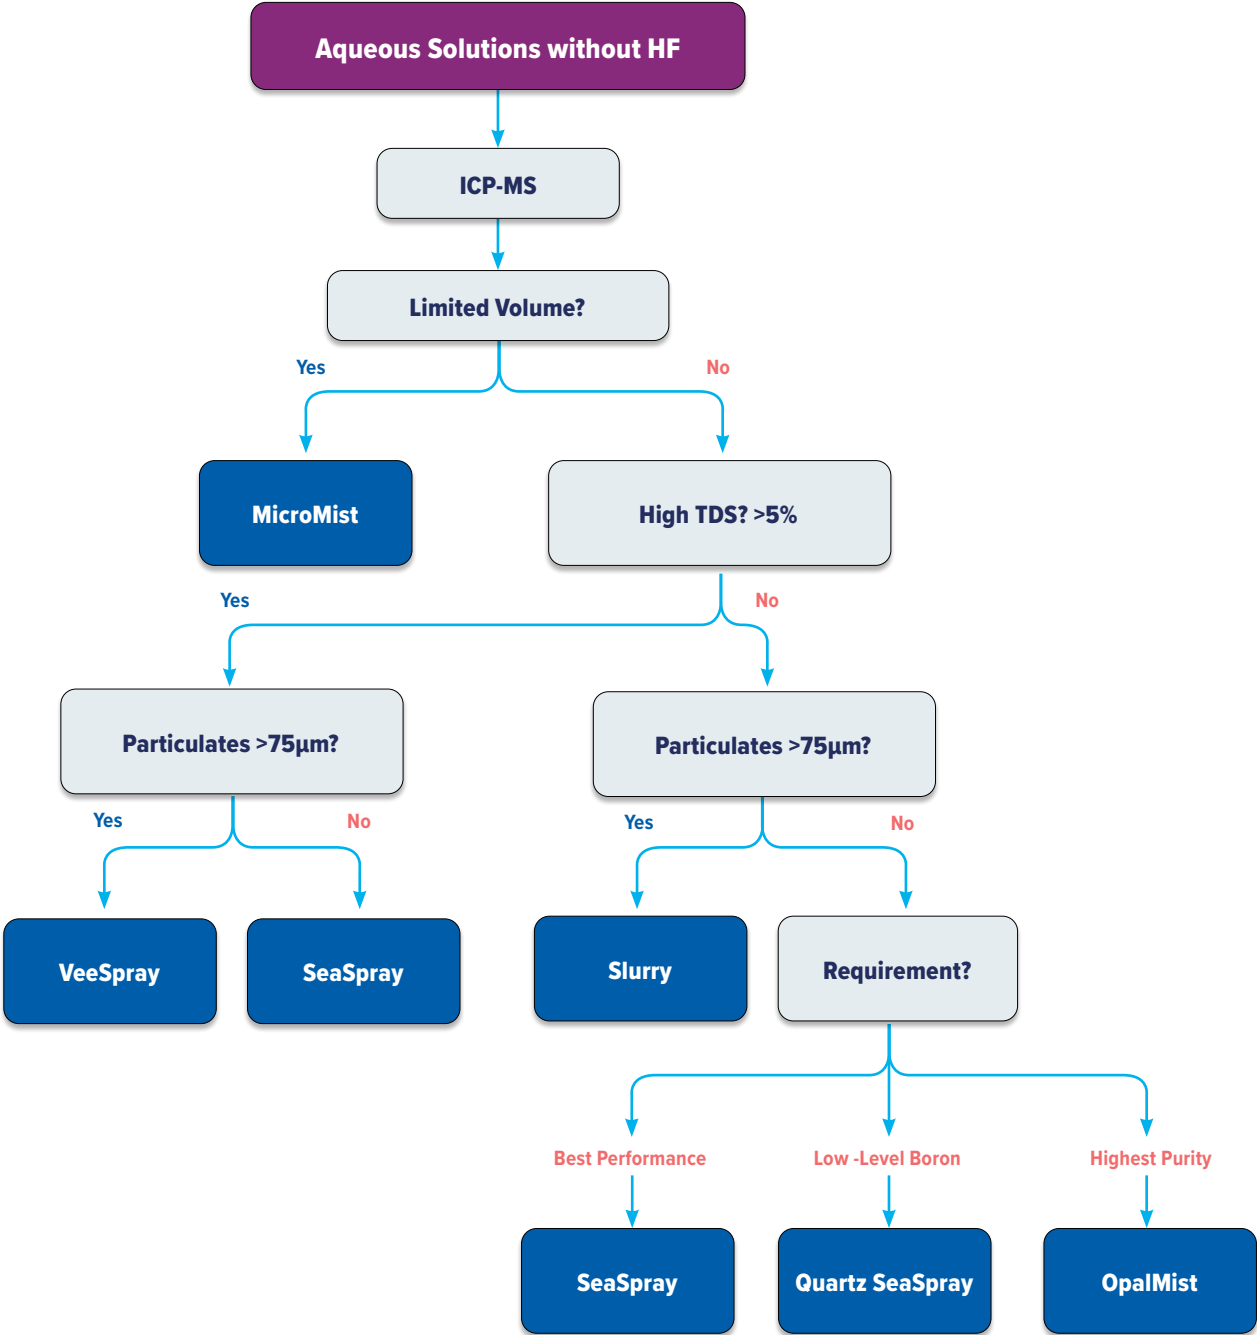 Aqueous Solutions without HF
ICP-MS
Limited Volume?
Yes
No
MicroMist
High TDS? >5%
Yes
No
Particulates >75μm?
Particulates >75μm?
Yes
No
Yes
No
VeeSpray
SeaSpray
Slurry
Requirement?
Best Performance
Low -Level Boron
Highest Purity
SeaSpray
Quartz SeaSpray
OpalMist